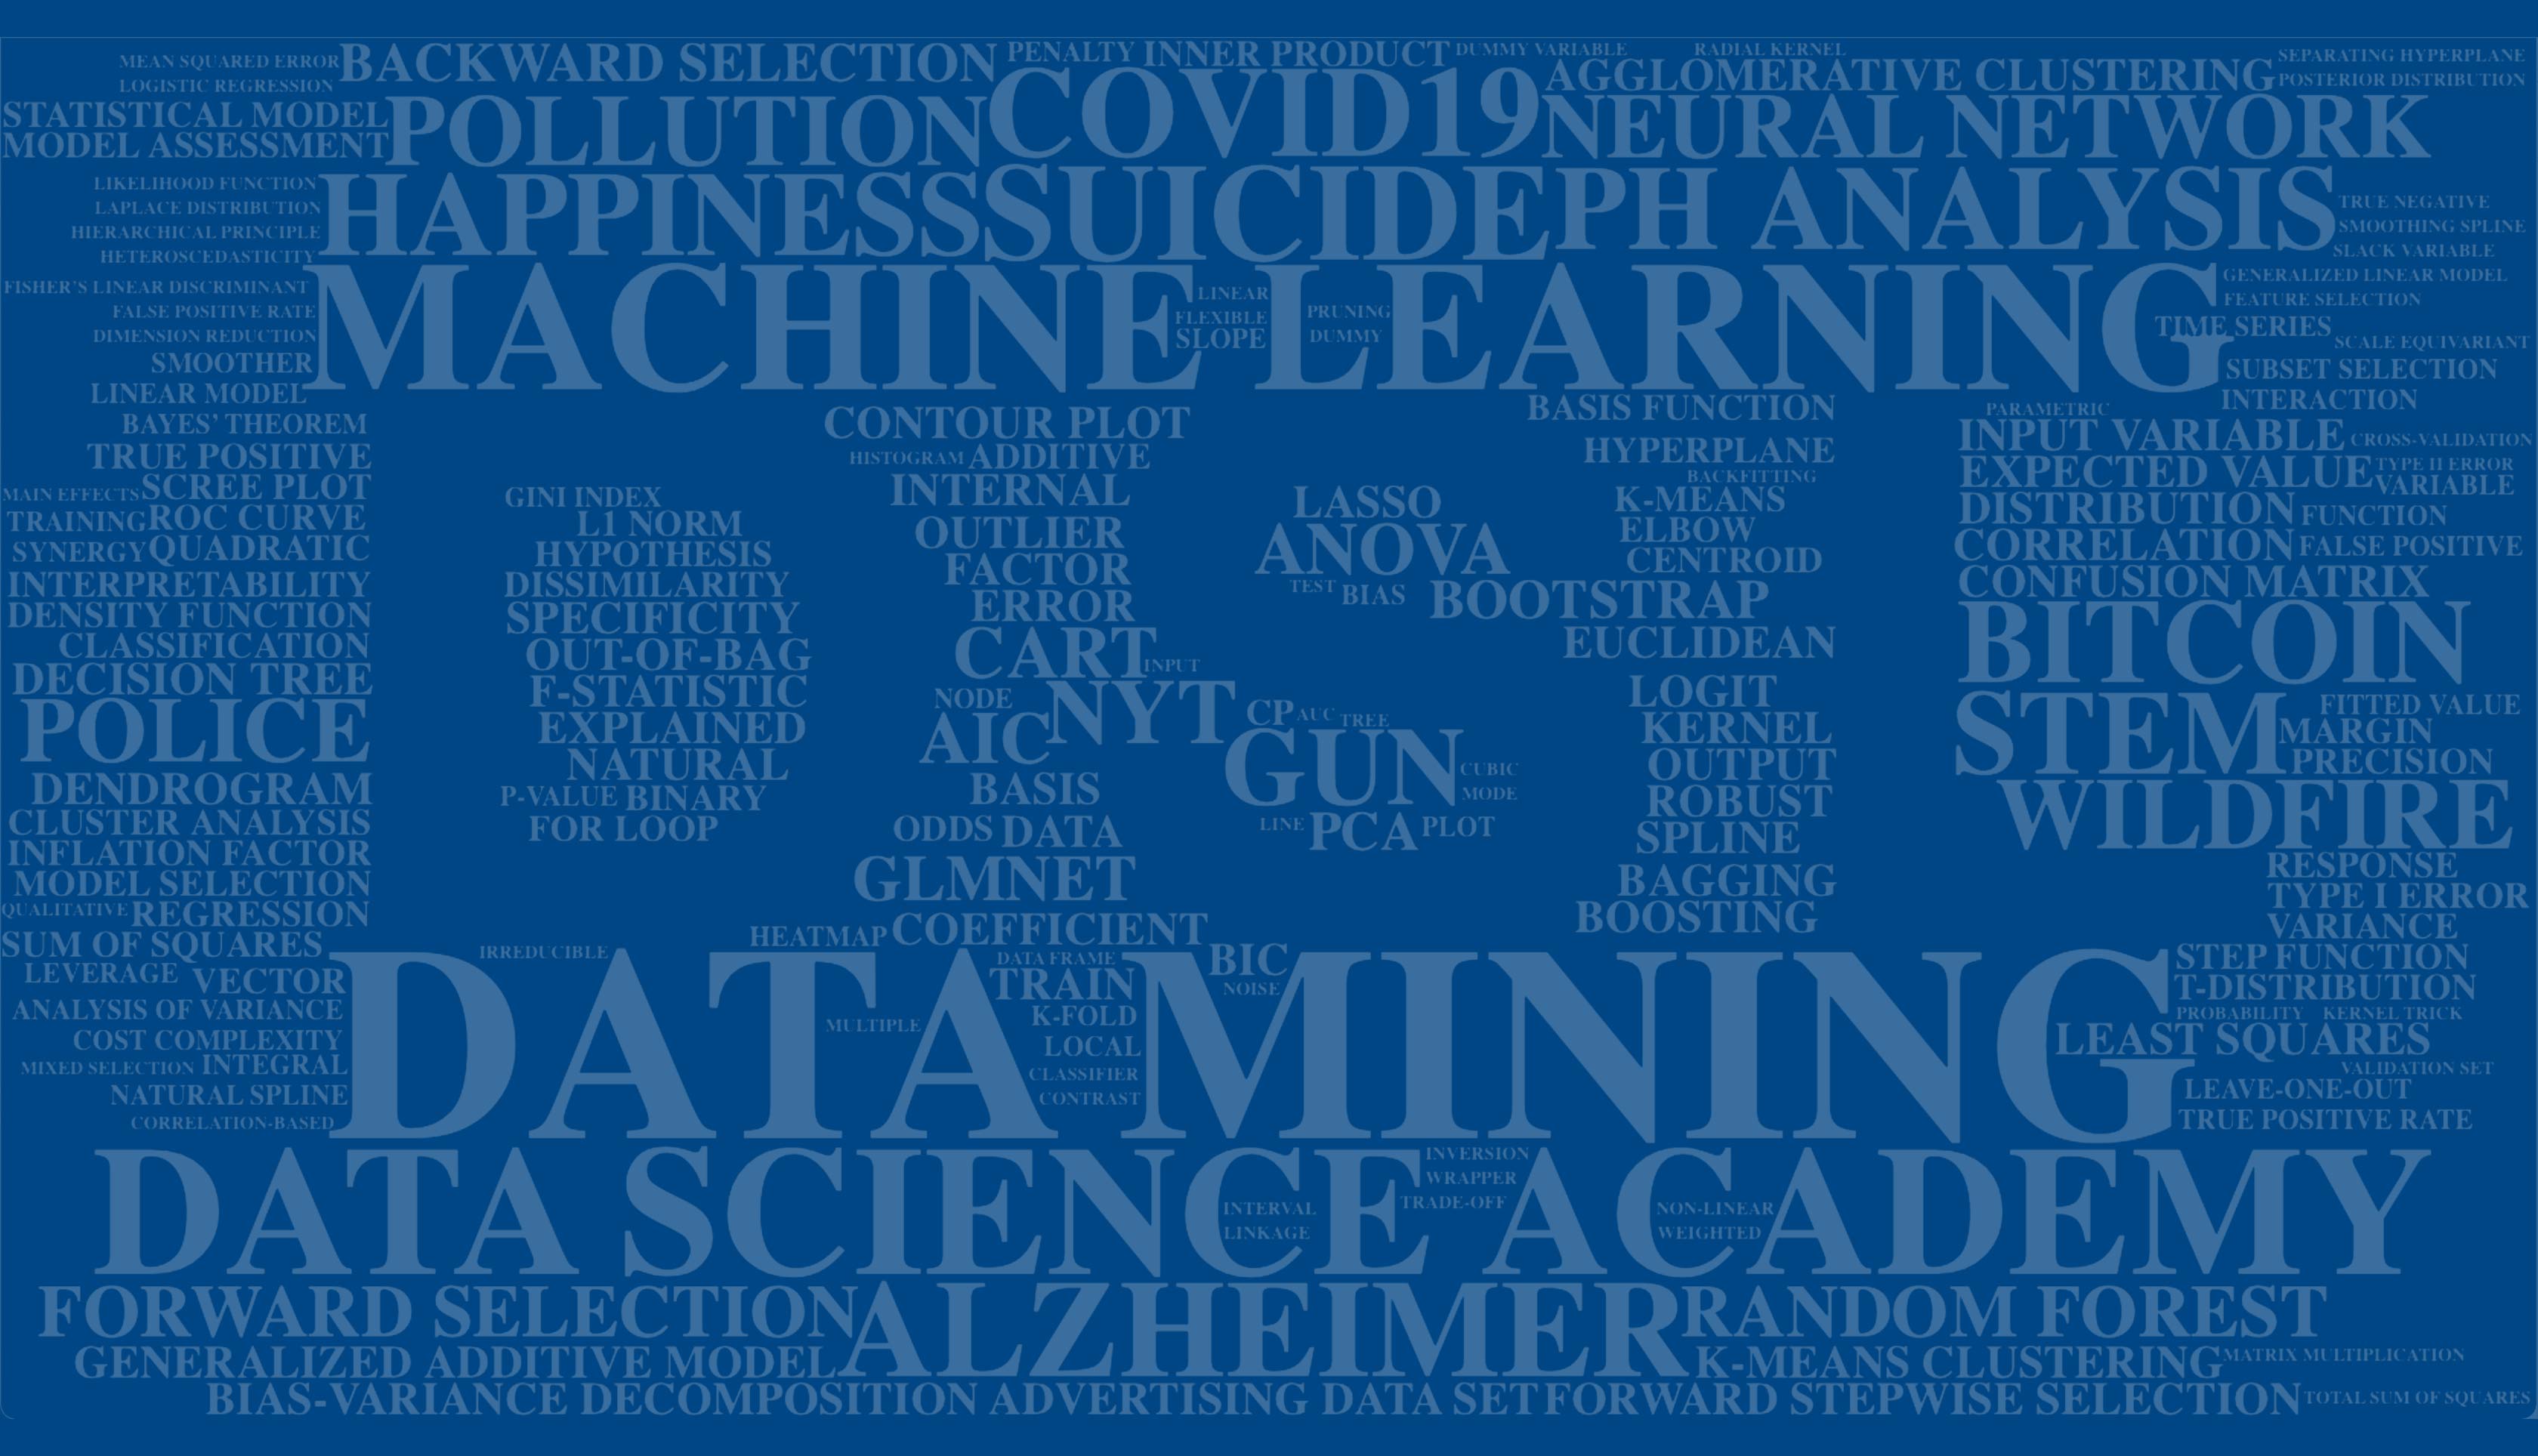 MEAN SQUARED ERROR BACKWARD SELECTION PENALTY INNER PRODUCT DUMMY VARIABLE RADIAL KERNEL SEPARATING HYPERPLANE
LOGISTIC REGRESSION COVID19 AGGLOMERATIVE CLUSTERING POSTERIOR DISTRIBUTION
STATISTICAL MODEL POLLUTION NEURAL NETWORK
MODEL ASSESSMENT
LIKELIHOOD FUNCTION HAPPINESS SUICIDE PH ANALYSIS TRUE NEGATIVE
LAPLACE DISTRIBUTION SMOOTHING SPLINE
HIERARCHICAL PRINCIPLE SLACK VARIABLE
HETEROSCEDASTICITY GENERALIZED LINEAR MODEL
FISHER'S LINEAR DISCRIMINANT MACHINE LEARNING FEATURE SELECTION
LINEAR PRUNING
FALSE POSITIVE RATE FLEXIBLE DUMMY TIME SERIES
DIMENSION REDUCTION SLOPE SCALE EQUIVARIANT
SMOOTHER SUBSET SELECTION
LINEAR MODEL BASIS FUNCTION INTERACTION
BAYES' THEOREM CONTOUR PLOT PARAMETRIC
TRUE POSITIVE HISTOGRAM ADDITIVE HYPERPLANE INPUT VARIABLE CROSS-VALIDATION
MAIN EFFECTS SCREE PLOT GINI INDEX INTERNAL LASSO BACKFITTING EXPECTED VALUE TYPE II ERROR
K-MEANS VARIABLE
TRAINING ROC CURVE L1 NORM OUTLIER ANOVA ELBOW DISTRIBUTION FUNCTION
SYNERGY QUADRATIC HYPOTHESIS FACTOR CENTROID CORRELATION FALSE POSITIVE
INTERPRETABILITY DISSIMILARITY ERROR TEST BIAS BOOTSTRAP CONFUSION MATRIX
DENSITY FUNCTION SPECIFICITY BITCOIN
CLASSIFICATION OUT-OF-BAG CART INPUT EUCLIDEAN
DECISION TREE F-STATISTIC NODE NYT CP AUC TREE LOGIT STEM FITTED VALUE
POLICE EXPLAINED AIC GUN KERNEL MARGIN
NATURAL CUBIC OUTPUT PRECISION
DENDROGRAM P-VALUE BINARY BASIS MODE ROBUST WILDFIRE
CLUSTER ANALYSIS FOR LOOP ODDS DATA LINE PCA PLOT SPLINE
INFLATION FACTOR RESPONSE
MODEL SELECTION GLMNET BAGGING TYPE I ERROR
QUALITATIVE REGRESSION HEATMAP COEFFICIENT BOOSTING VARIANCE
SUM OF SQUARES IRREDUCIBLE DATA FRAME BIC STEP FUNCTION
LEVERAGE VECTOR TRAIN NOISE T-DISTRIBUTION
ANALYSIS OF VARIANCE MULTIPLE K-FOLD PROBABILITY KERNEL TRICK
COST COMPLEXITY DATA MINING LOCAL LEAST SQUARES
MIXED SELECTION INTEGRAL CLASSIFIER VALIDATION SET
NATURAL SPLINE CONTRAST LEAVE-ONE-OUT
CORRELATION-BASED TRUE POSITIVE RATE
DATA SCIENCE ACADEMY
INVERSION
WRAPPER
TRADE-OFF
INTERVAL NON-LINEAR
LINKAGE WEIGHTED
FORWARD SELECTION ALZHEIMER RANDOM FOREST
GENERALIZED ADDITIVE MODEL K-MEANS CLUSTERING MATRIX MULTIPLICATION
BIAS-VARIANCE DECOMPOSITION ADVERTISING DATA SET FORWARD STEPWISE SELECTION TOTAL SUM OF SQUARES